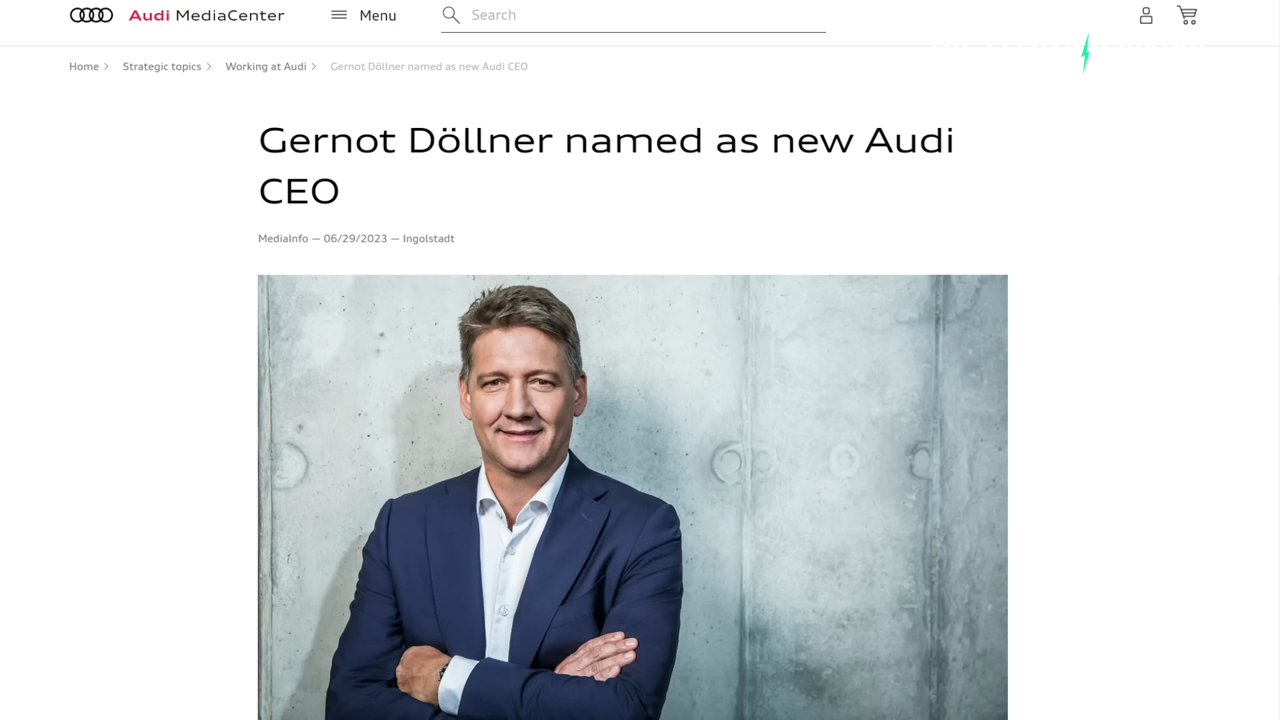 Audi MediaCenter
Menu
Search
Home
Strategic topics
Working at Audi
Gernot Döllner named as new Audi CEO
Gernot Döllner named as new Audi
CEO
MediaInfo — 06/29/2023 — Ingolstadt